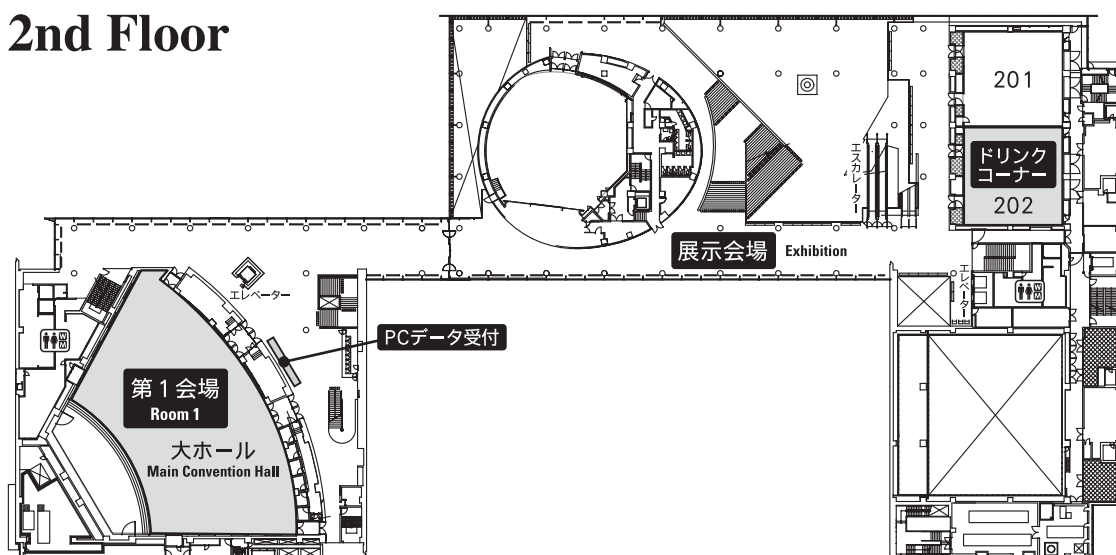 2nd Floor
201
ドリンク
コーナー
202
エスカレーター
展示会場 Exhibition
エレベーター
エレベーター
PCデータ受付
第1会場
Room 1
大ホール
Main Convention Hall